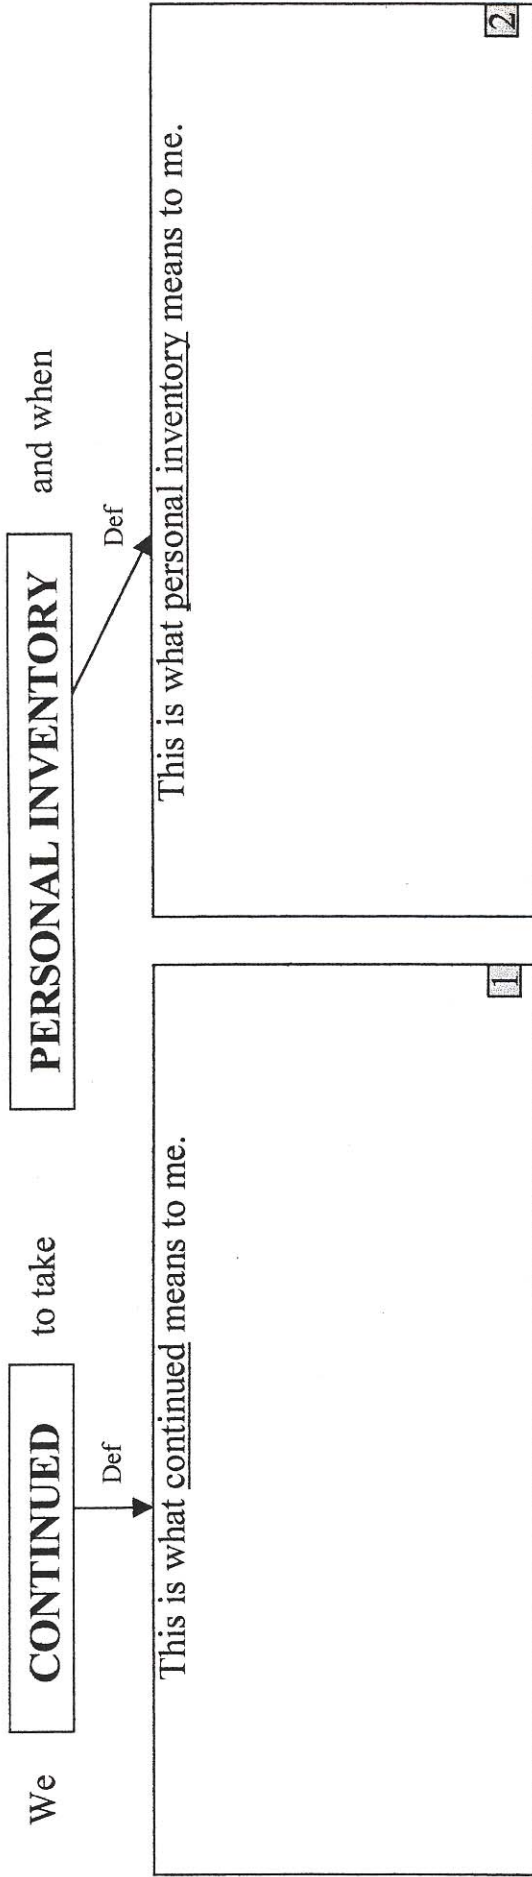 We CONTINUED to take PERSONAL INVENTORY and when
Def Def
This is what continued means to me.
1
This is what personal inventory means to me.
2